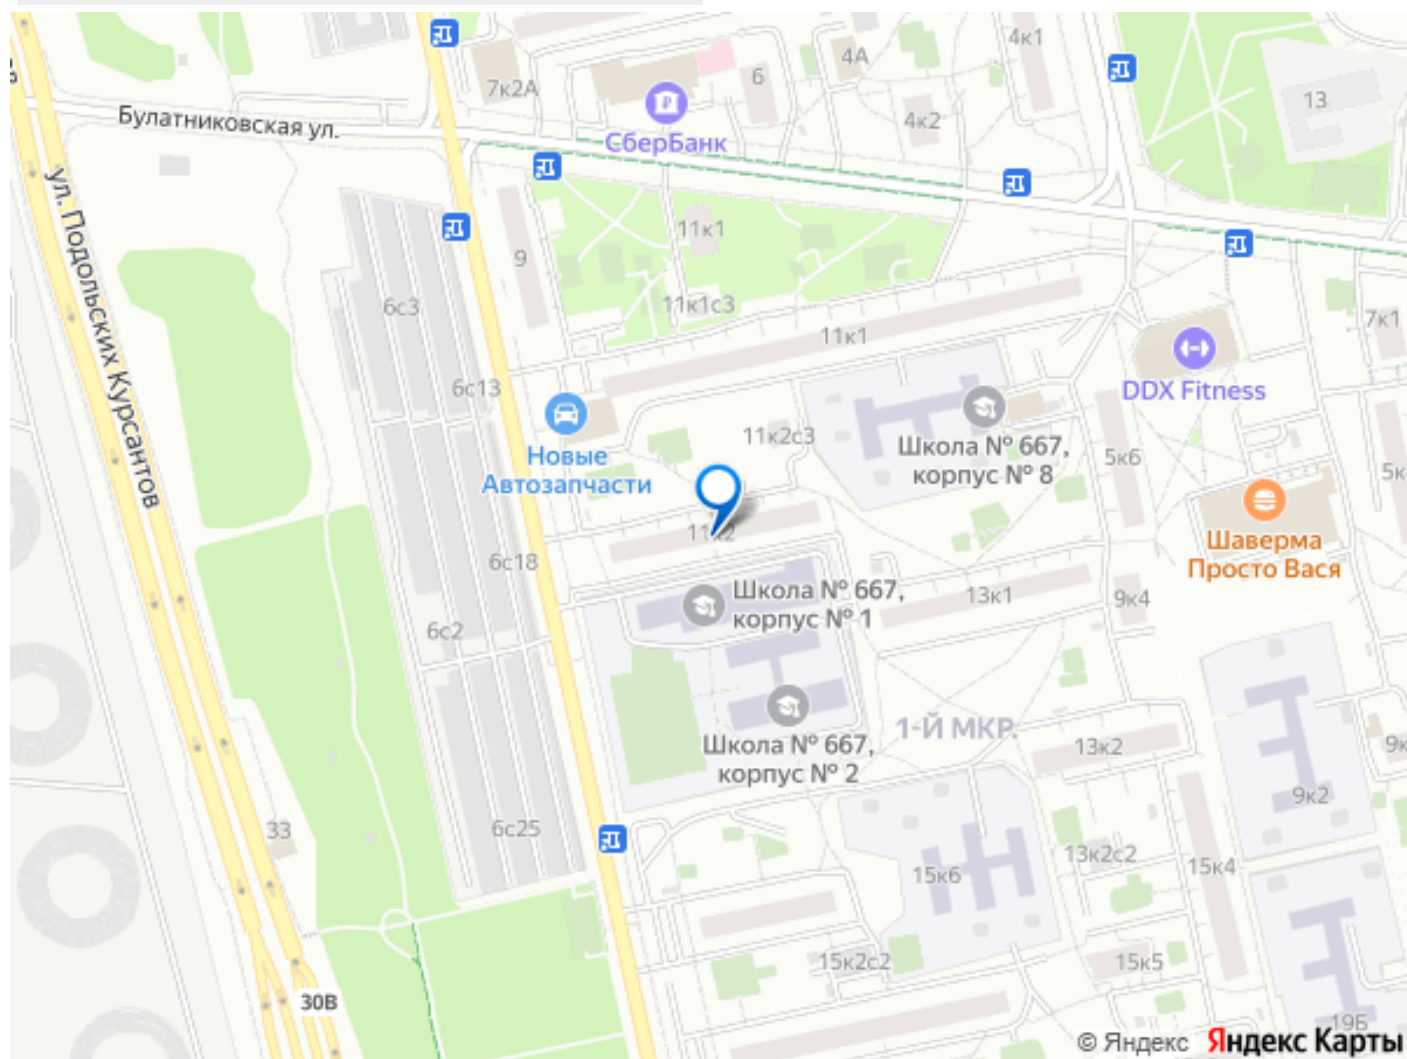 4к1
4А
6
7к2А
13
Булатниковская ул.
4к2
СберБанк
ул. Подольских Курсантов
11к1
9
6с3
11к1с3
7к1
11к1
6с13
DDX Fitness
11к2с3
Школа № 667,
корпус № 8
5к6
Новые
Автозапчасти
5к
11к2
Шаверма
Просто Вася
6с18
Школа № 667,
корпус № 1
13к1
9к4
6с2
1-Й МКР.
Школа № 667,
корпус № 2
13к2
9к
9к2
33
6с25
13к2с2
15к4
15к6
15к2с2
15к5
30В
19Б
© Яндекс Яндекс Карты